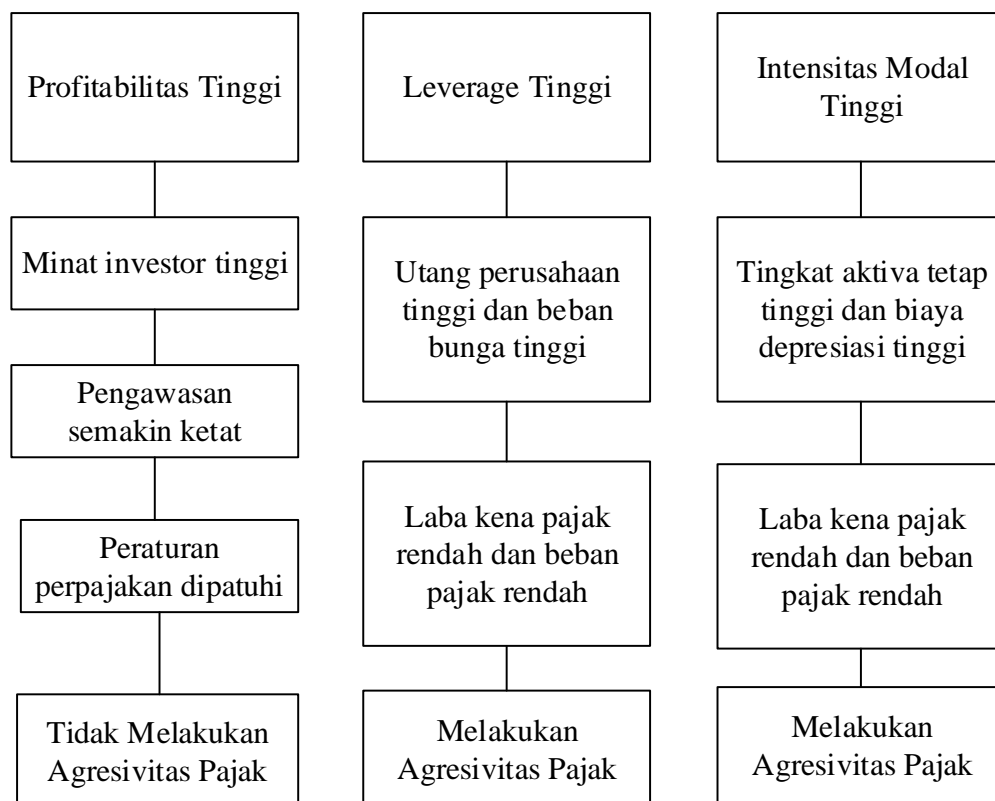 Profitabilitas Tinggi
Minat investor tinggi
Pengawasan
semakin ketat
Peraturan
perpajakan dipatuhi
Tidak Melakukan
Agresivitas Pajak
Leverage Tinggi
Utang perusahaan
tinggi dan beban
bunga tinggi
Laba kena pajak
rendah dan beban
pajak rendah
Melakukan
Agresivitas Pajak
Intensitas Modal
Tinggi
Tingkat aktiva tetap
tinggi dan biaya
depresiasi tinggi
Laba kena pajak
rendah dan beban
pajak rendah
Melakukan
Agresivitas Pajak